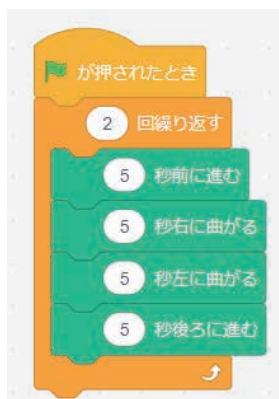 が押されたとき
2 回繰り返す
5 秒前に進む
5 秒右に曲がる
5 秒左に曲がる
5 秒後ろに進む